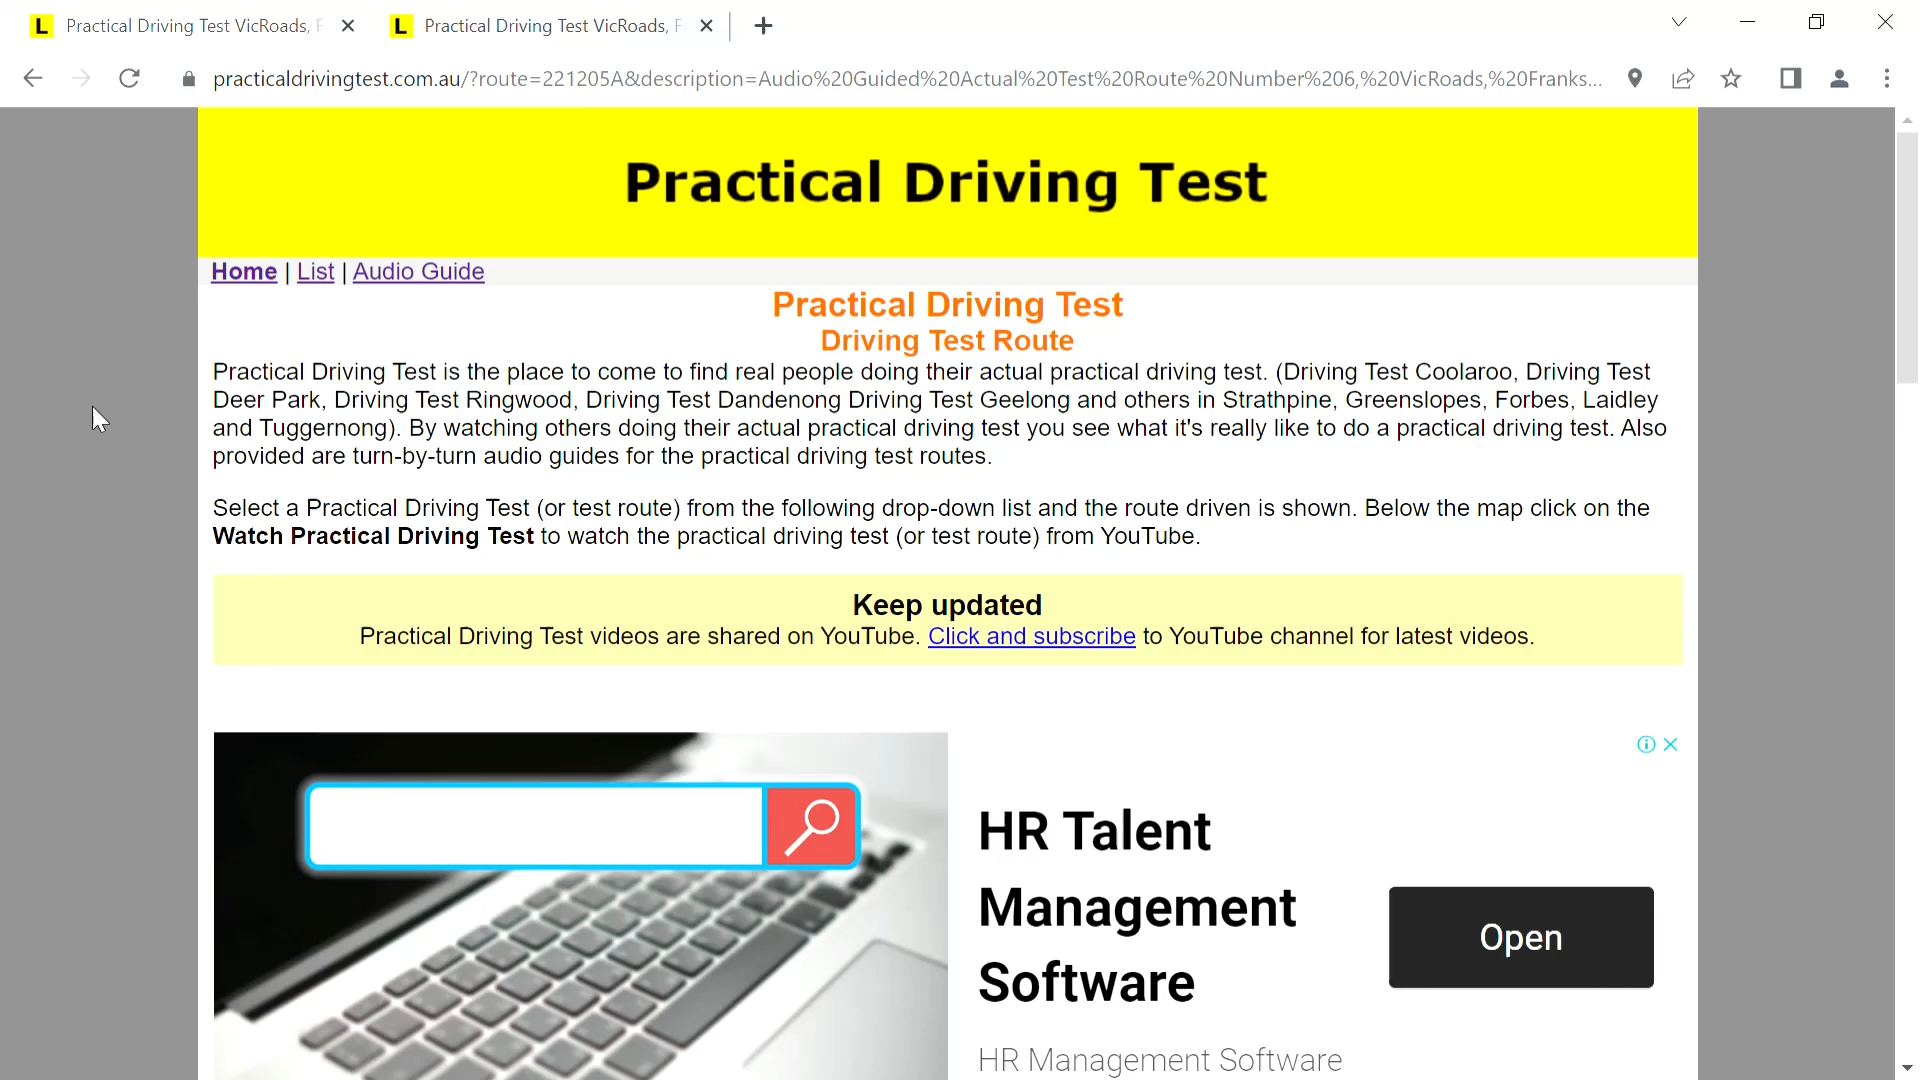 L Practical Driving Test VicRoads,
L Practical Driving Test VicRoads,
practicaldrivingtest.com.au/?route=221205A&description=Audio%20Guided%20Actual%20Test%20Route%20Number%206,%20VicRoads,%20Franks...
Practical Driving Test
Home | List | Audio Guide
Practical Driving Test
Driving Test Route
Practical Driving Test is the place to come to find real people doing their actual practical driving test. (Driving Test Coolaroo, Driving Test
Deer Park, Driving Test Ringwood, Driving Test Dandenong Driving Test Geelong and others in Strathpine, Greenslopes, Forbes, Laidley
and Tuggernong). By watching others doing their actual practical driving test you see what it's really like to do a practical driving test. Also
provided are turn-by-turn audio guides for the practical driving test routes.
Select a Practical Driving Test (or test route) from the following drop-down list and the route driven is shown. Below the map click on the
Watch Practical Driving Test to watch the practical driving test (or test route) from YouTube.
Keep updated
Practical Driving Test videos are shared on YouTube. Click and subscribe to YouTube channel for latest videos.
HR Talent
Management
Software
Open
HR Management Software